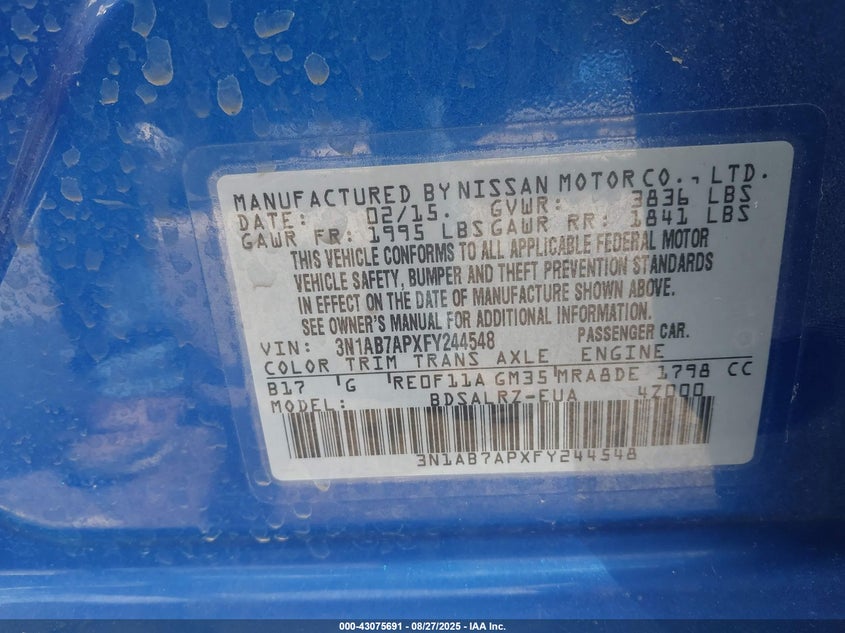 MANUFACTURED BY NISSAN MOTOR CO., LTD.
DATE: 02/15. GVWR: 3836 LBS
GAWR FR: 1995 LBS GAWR RR: 1841 LBS
THIS VEHICLE CONFORMS TO ALL APPLICABLE FEDERAL MOTOR
VEHICLE SAFETY, BUMPER AND THEFT PREVENTION STANDARDS
IN EFFECT ON THE DATE OF MANUFACTURE SHOWN ABOVE.
SEE OWNER'S MANUAL FOR ADDITIONAL INFORMATION.
VIN: 3N1AB7APXFY244548 PASSENGER CAR.
COLOR TRIM TRANS AXLE ENGINE
B17 G RE0F11A GM35 MRA8DE 1798 CC
MODEL: BDSALRZ-EUA 4Z000
3N1AB7APXFY244548
000-43075691 | 08/27/2025 - IAA Inc.